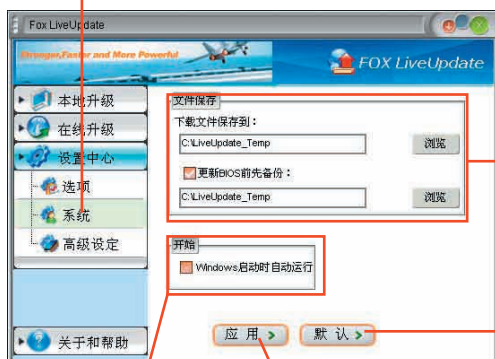 Fox LiveUpdate
Stronger,Faster and More Powerful
FOX LiveUpdate
本地升级
在线升级
设置中心
选项
系统
高级设定
关于和帮助
文件保存
下载文件保存到：
C:\LiveUpdate_Temp
浏览
更新BIOS前先备份：
C:\LiveUpdate_Temp
浏览
开始
Windows启动时自动运行
应用
默认